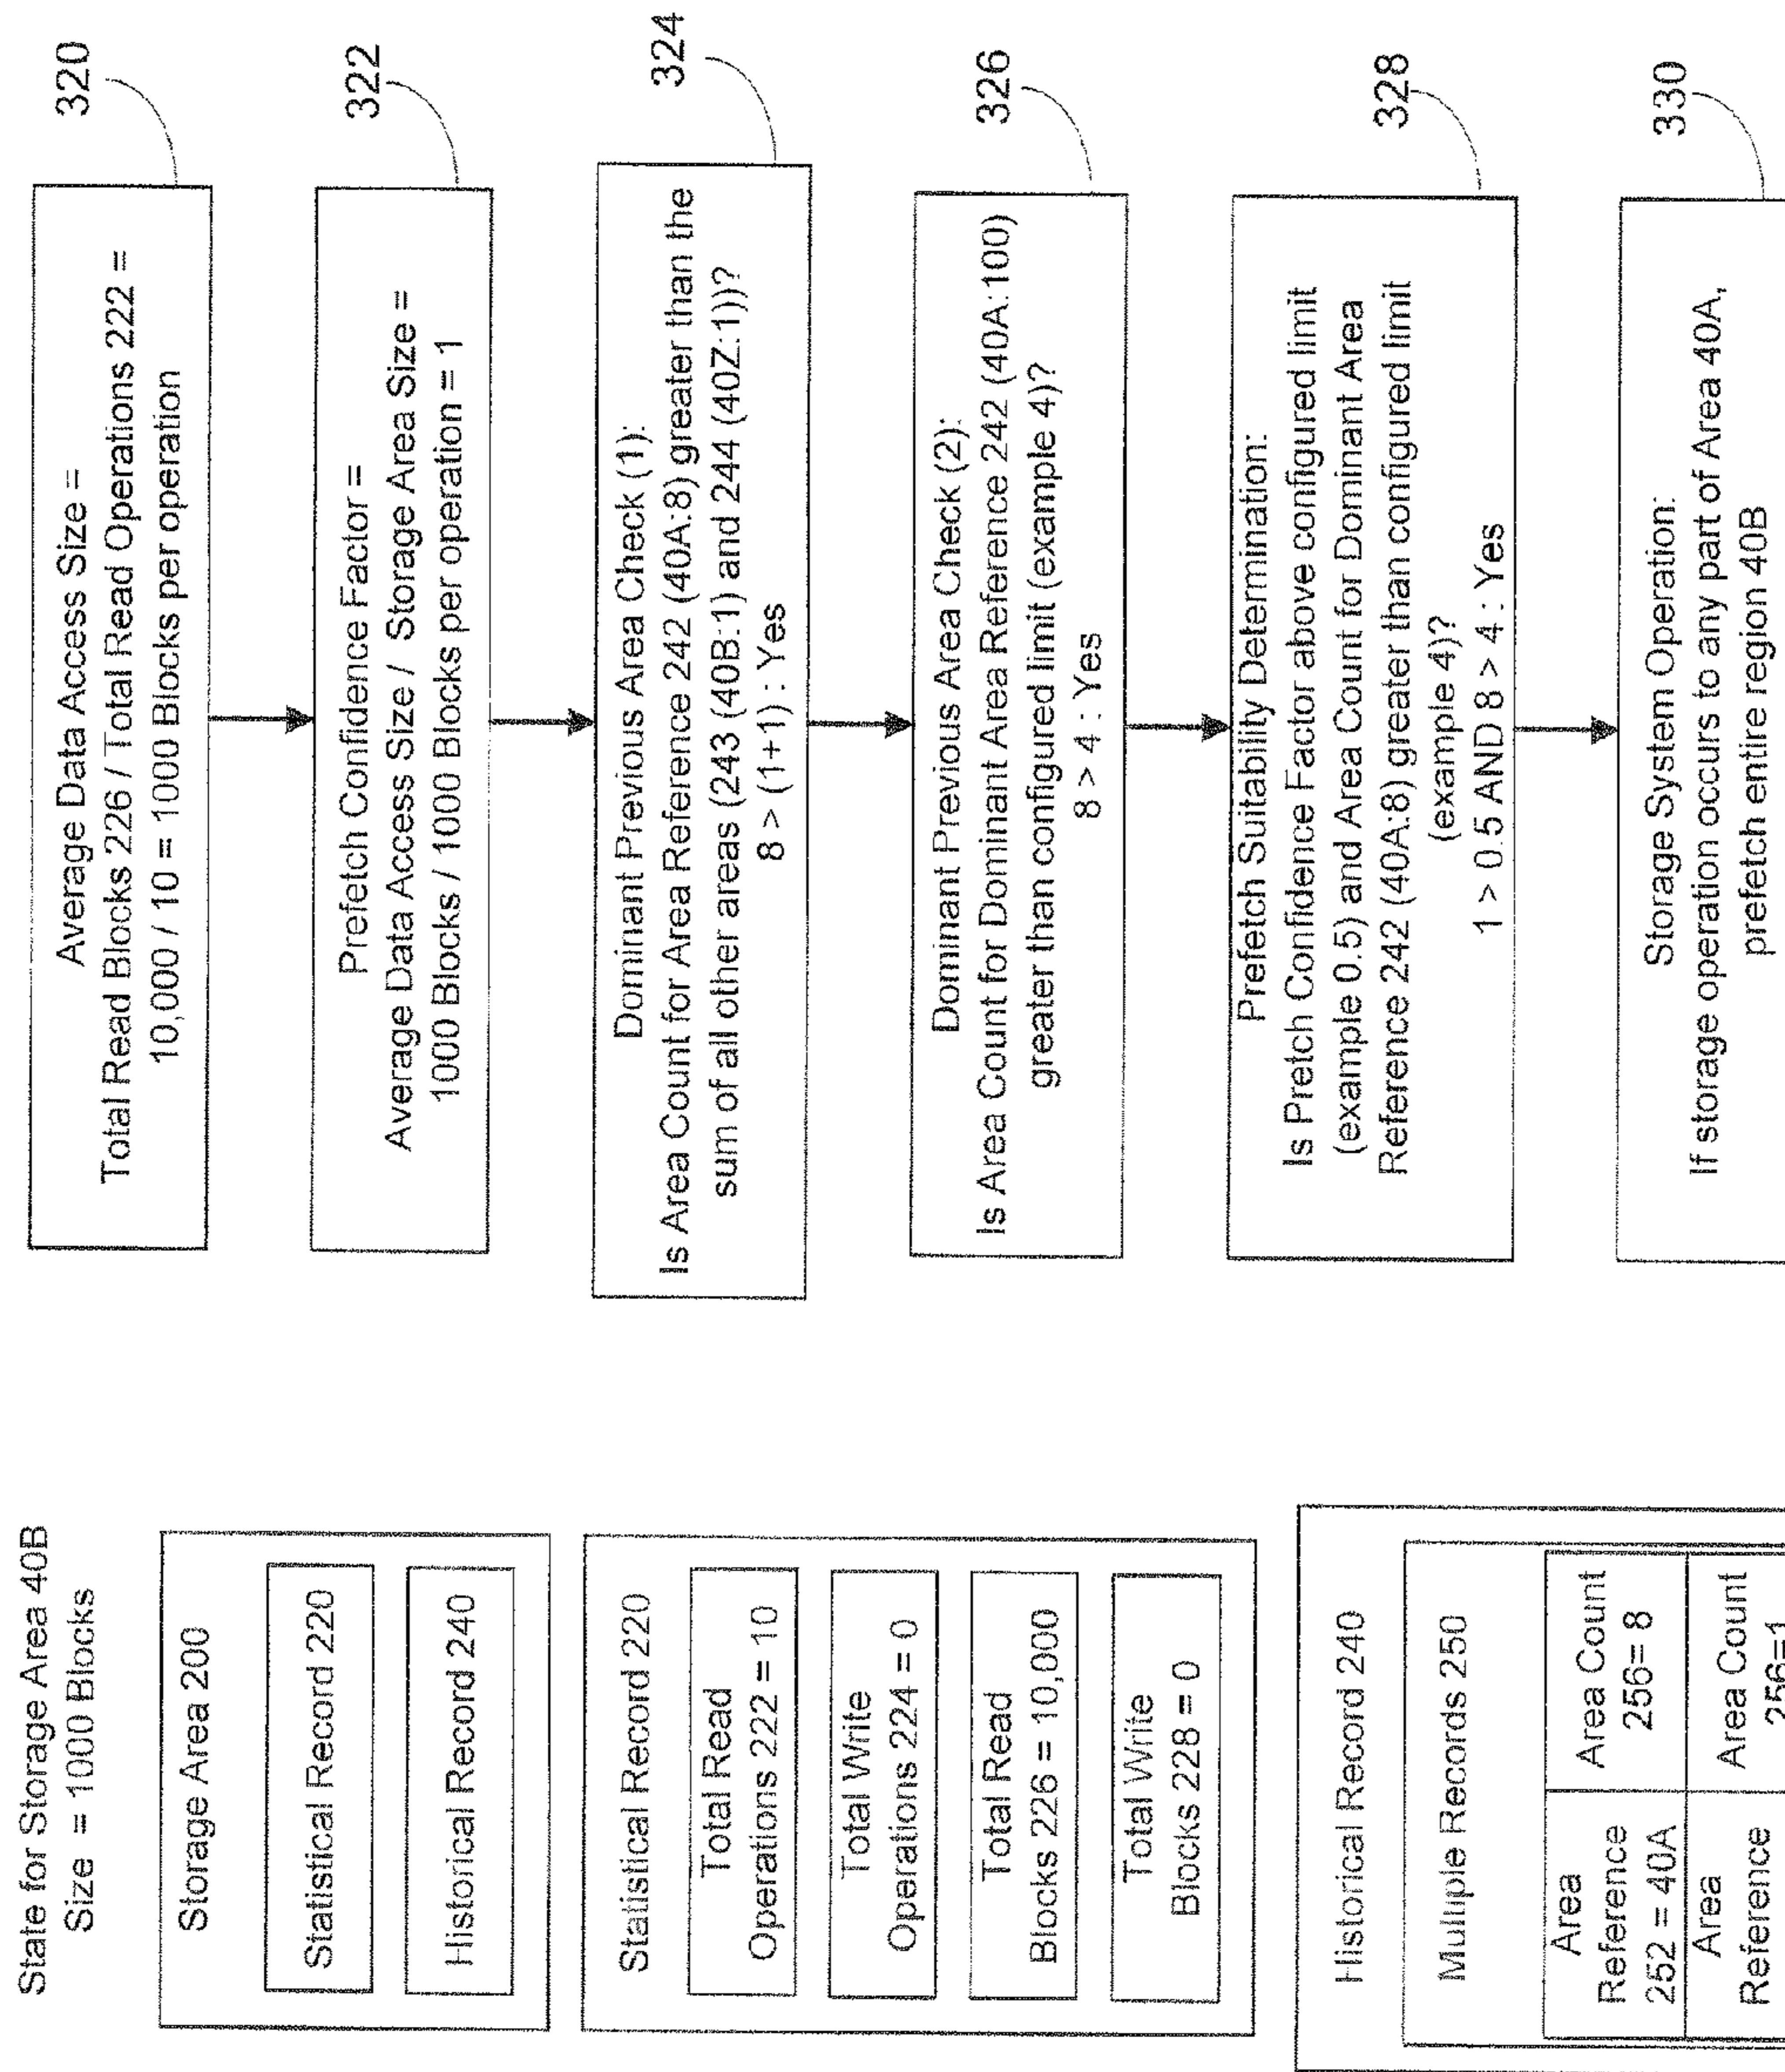 State for Storage Area 40B
Size = 1000 Blocks
Storage Area 200
Statistical Record 220
Historical Record 240
Statistical Record 220
Total Read
Operations 222 = 10
Total Write
Operations 224 = 0
Total Read
Blocks 226 = 10,000
Total Write
Blocks 228 = 0
Historical Record 240
Multiple Records 250
Area
Reference
252 = 40A
Area Count
256= 8
Area
Reference
Area Count
256=1
320
Average Data Access Size =
Total Read Blocks 226 / Total Read Operations 222 =
10,000 / 10 = 1000 Blocks per operation
322
Prefetch Confidence Factor =
Average Data Access Size / Storage Area Size =
1000 Blocks / 1000 Blocks per operation = 1
324
Dominant Previous Area Check (1):
Is Area Count for Area Reference 242 (40A:8) greater than the
sum of all other areas (243 (40B:1) and 244 (40Z:1))?
8 > (1+1) : Yes
326
Dominant Previous Area Check (2):
Is Area Count for Dominant Area Reference 242 (40A:100)
greater than configured limit (example 4)?
8 > 4 : Yes
328
Prefetch Suitability Determination:
Is Pretch Confidence Factor above configured limit
(example 0.5) and Area Count for Dominant Area
Reference 242 (40A:8) greater than configured limit
(example 4)?
1 > 0.5 AND 8 > 4 : Yes
330
Storage System Operation:
If storage operation occurs to any part of Area 40A,
prefetch entire region 40B